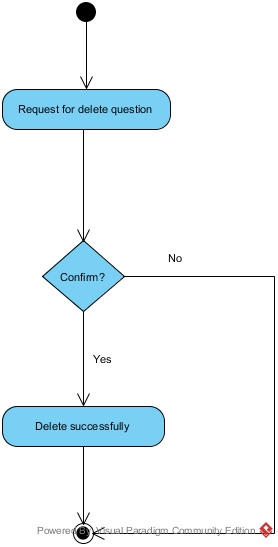 Request for delete question
Confirm?
No
Yes
Delete successfully
Powered By Visual Paradigm Community Edition